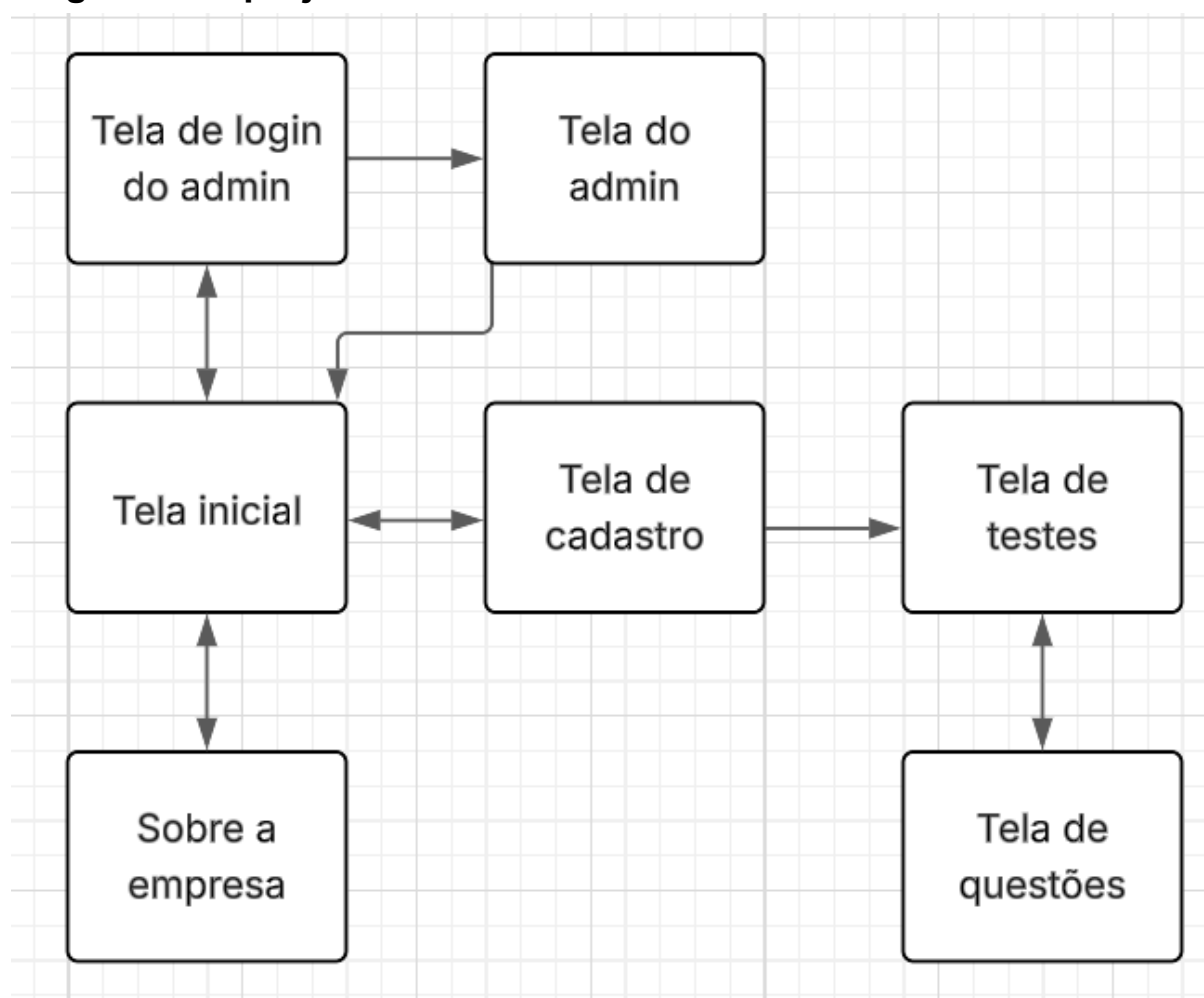 Tela de login
do admin
Tela do
admin
Tela inicial
Tela de
cadastro
Tela de
testes
Sobre a
empresa
Tela de
questões